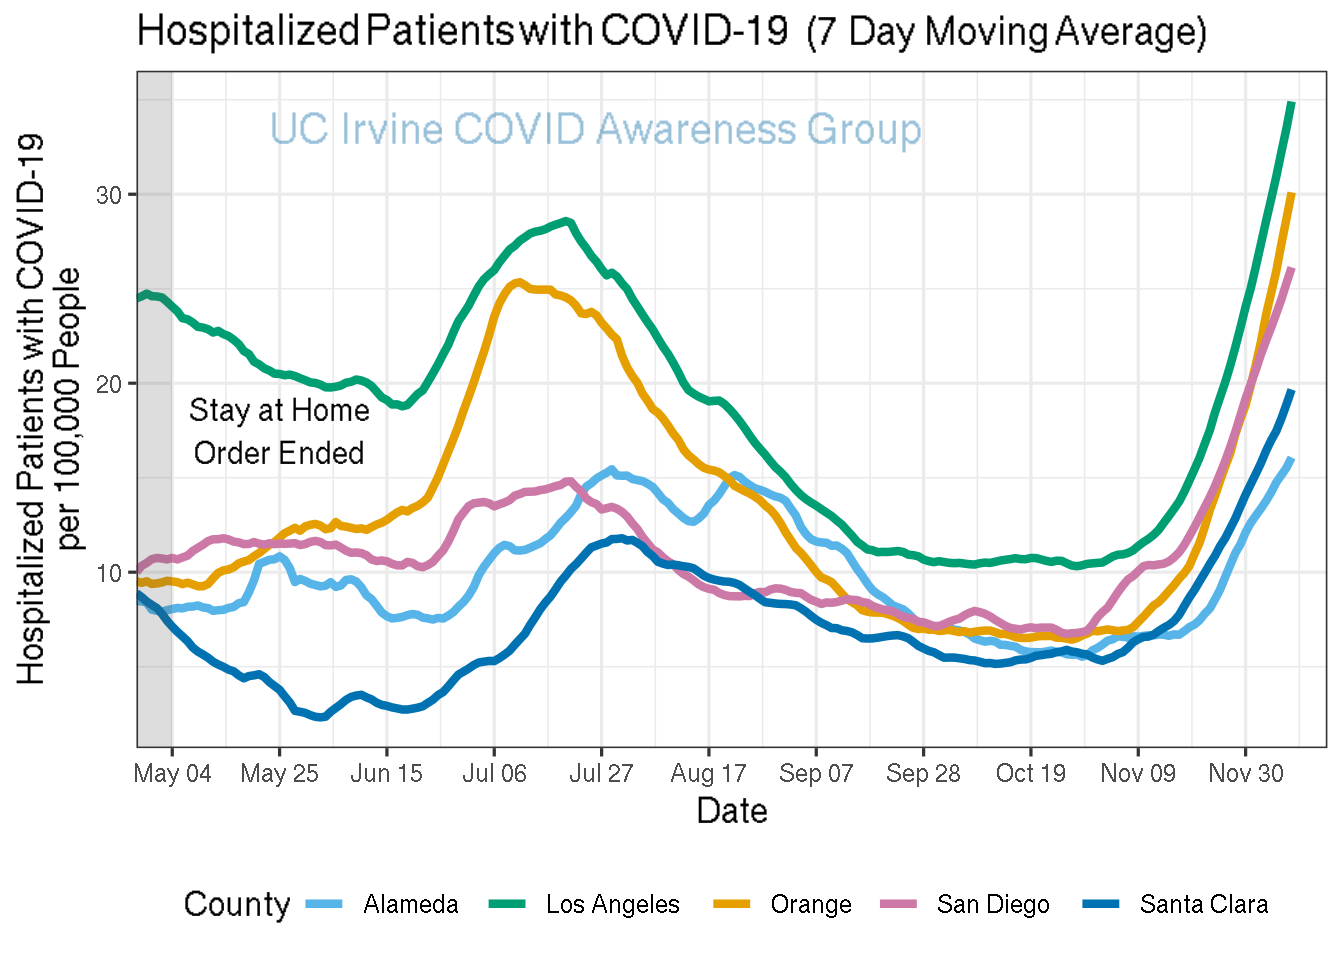 Hospitalized Patients with COVID-19 (7 Day Moving Average)
UC Irvine COVID Awareness Group
Hospitalized Patients with COVID-19
per 100,000 People
30
20
10
Stay at Home
Order Ended
May 04 May 25 Jun 15 Jul 06 Jul 27 Aug 17 Sep 07 Sep 28 Oct 19 Nov 09 Nov 30
Date
County Alameda Los Angeles Orange San Diego Santa Clara